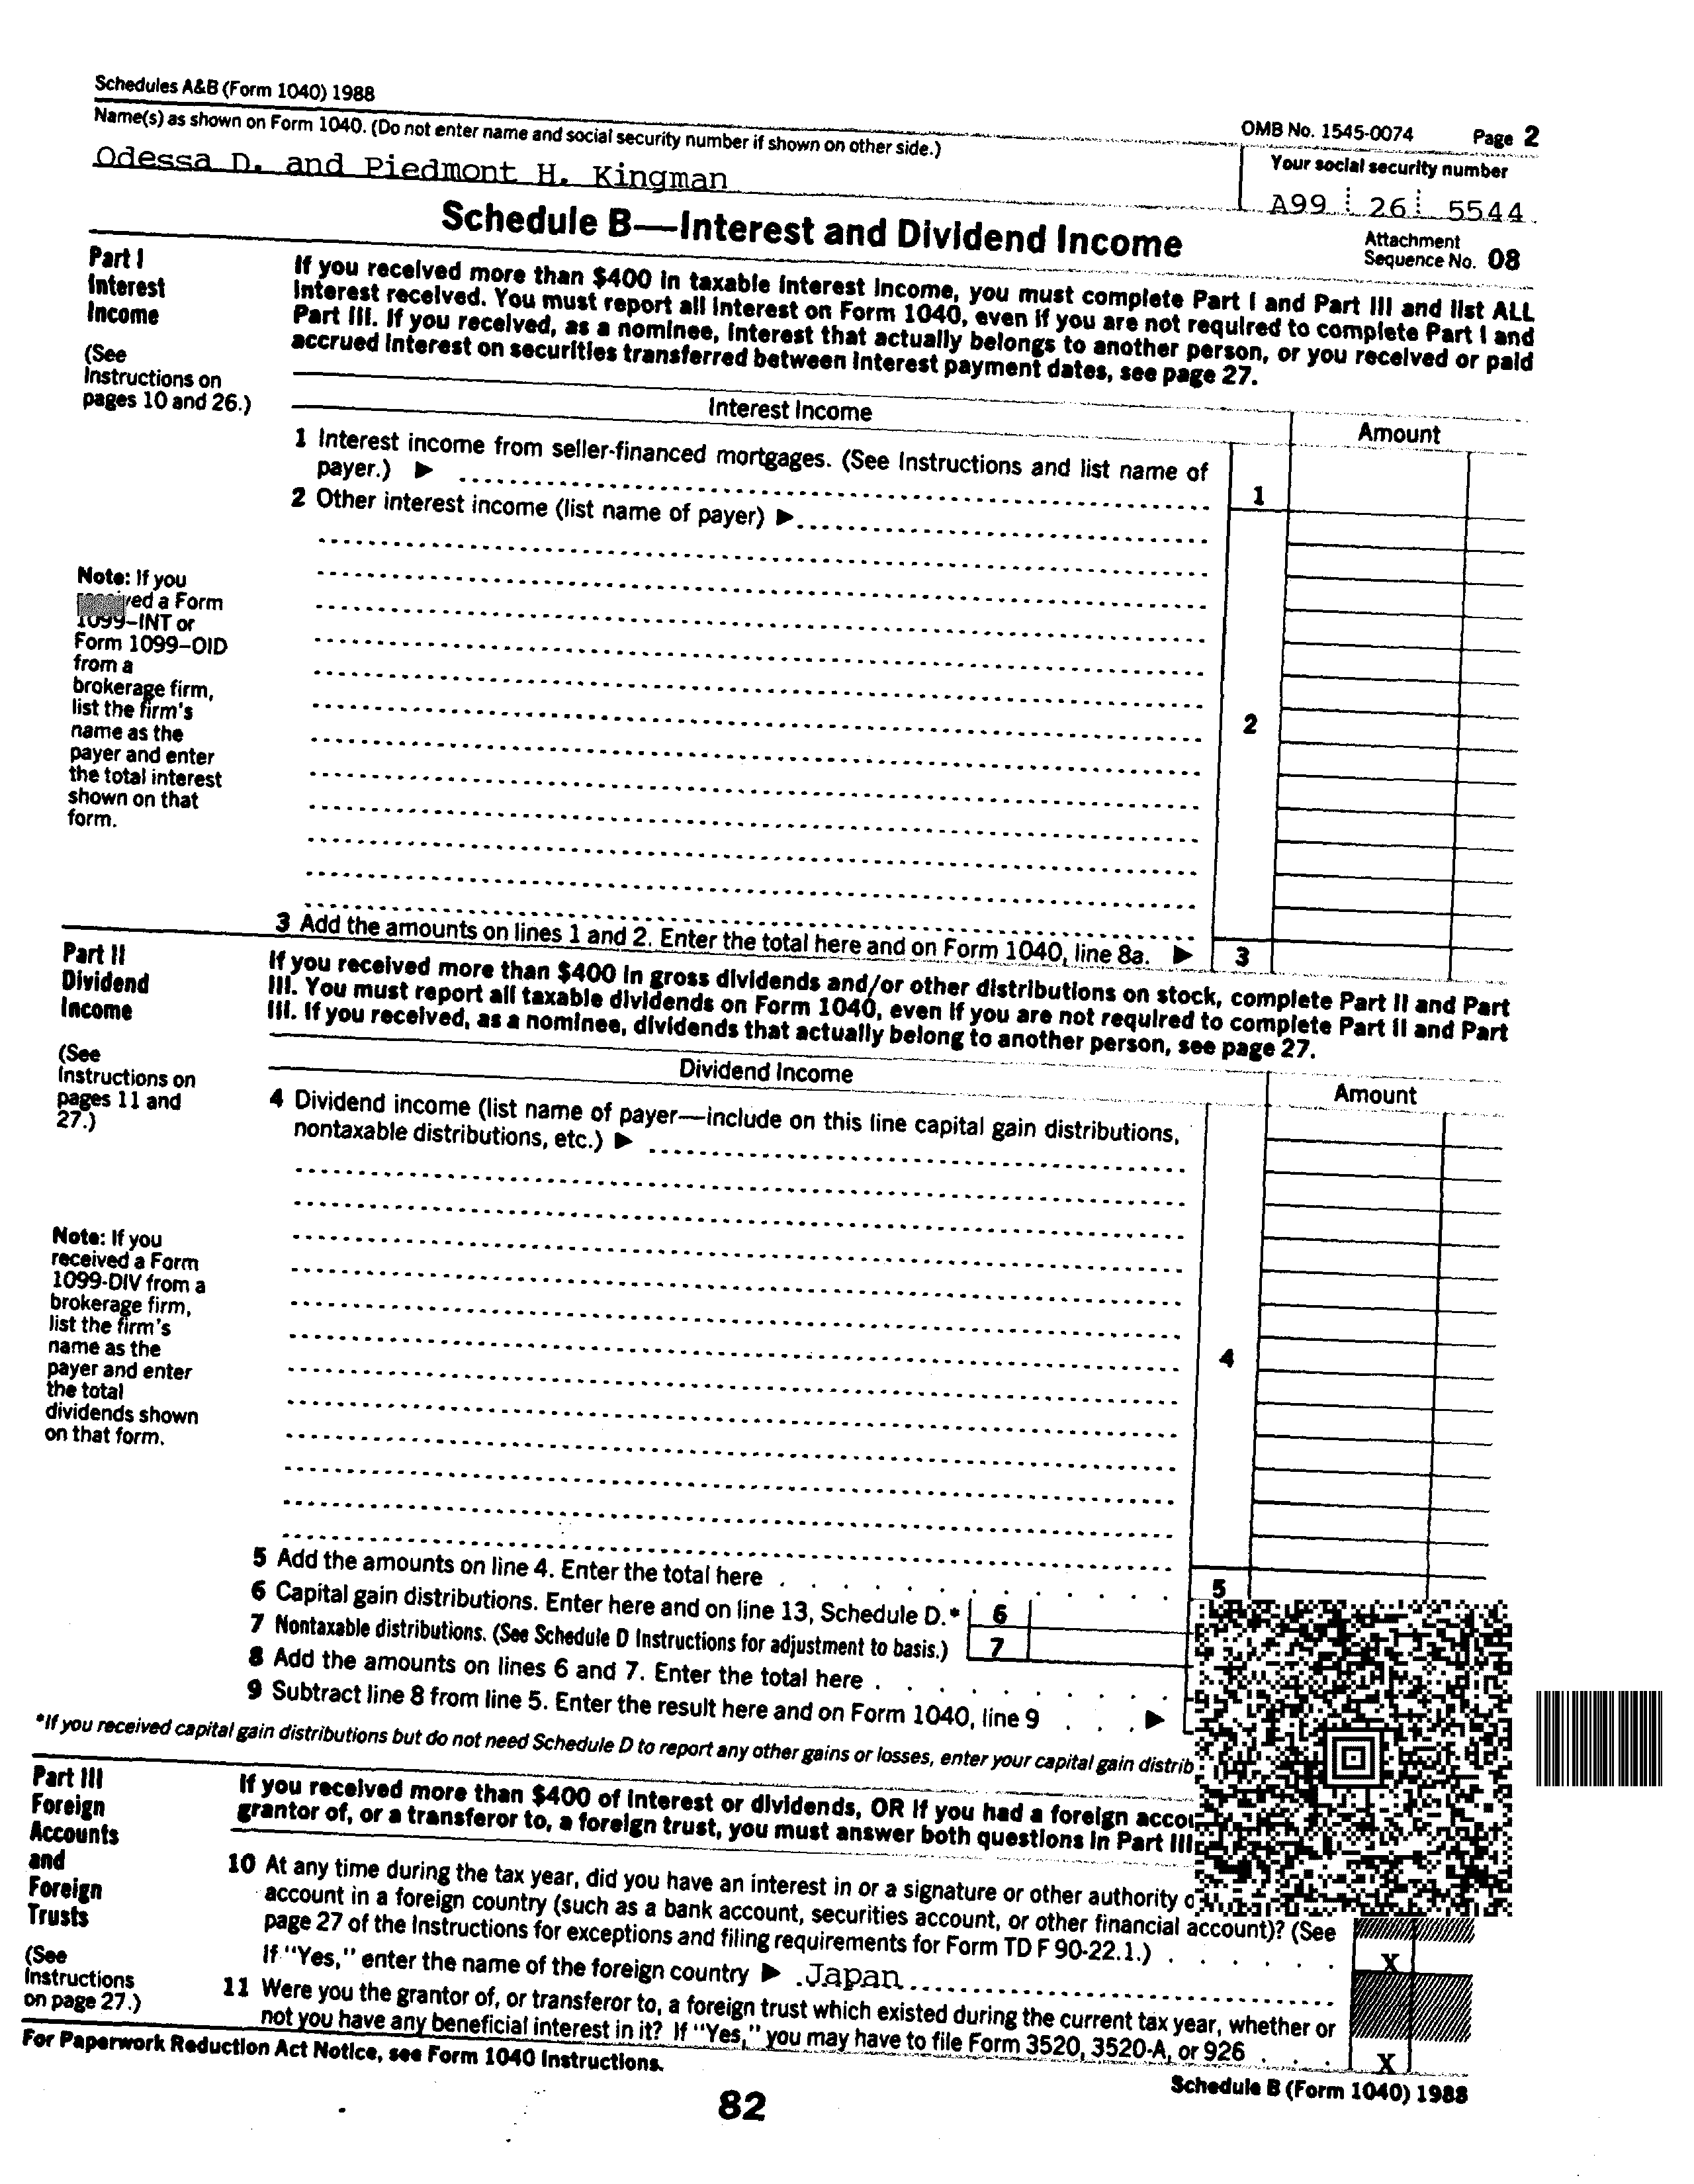 Schedules A&B (Form 1040) 1988
OMB No. 1545-0074 Page 2
Name(s) as shown on Form 1040. (Do not enter name and social security number if shown on other side.)
Your social security number
Odessa D. and Piedmont H. Kingman
A99 26 5544
Schedule B—Interest and Dividend Income
Attachment
Sequence No. 08
Part I
Interest
Income
(See
Instructions on
pages 10 and 26.)
If you received more than $400 in taxable interest income, you must complete Part I and Part III and list ALL
interest received. You must report all interest on Form 1040, even if you are not required to complete Part I and
Part III. If you received, as a nominee, interest that actually belongs to another person, or you received or paid
accrued interest on securities transferred between interest payment dates, see page 27.
Interest Income
Amount
1 Interest income from seller-financed mortgages. (See Instructions and list name of
payer.) ▶
1
2 Other interest income (list name of payer) ▶
Note: If you
ved a Form
1099–INT or
Form 1099–OID
from a
brokerage firm,
list the firm's
name as the
payer and enter
the total interest
shown on that
form.
2
3 Add the amounts on lines 1 and 2. Enter the total here and on Form 1040, line 8a. ▶ 3
Part II
Dividend
Income
(See
Instructions on
pages 11 and
27.)
If you received more than $400 in gross dividends and/or other distributions on stock, complete Part II and Part
III. You must report all taxable dividends on Form 1040, even if you are not required to complete Part II and Part
III. If you received, as a nominee, dividends that actually belong to another person, see page 27.
Dividend Income
Amount
4 Dividend income (list name of payer—include on this line capital gain distributions,
nontaxable distributions, etc.) ▶
Note: If you
received a Form
1099-DIV from a
brokerage firm,
list the firm's
name as the
payer and enter
the total
dividends shown
on that form.
4
5 Add the amounts on line 4. Enter the total here . . . . . . . . . . . . 5
6 Capital gain distributions. Enter here and on line 13, Schedule D.* 6
7 Nontaxable distributions. (See Schedule D Instructions for adjustment to basis.) 7
8 Add the amounts on lines 6 and 7. Enter the total here . . . . . . . . .
9 Subtract line 8 from line 5. Enter the result here and on Form 1040, line 9 . . . ▶
*If you received capital gain distributions but do not need Schedule D to report any other gains or losses, enter your capital gain distrib
Part III
Foreign
Accounts
and
Foreign
Trusts
(See
Instructions
on page 27.)
If you received more than $400 of interest or dividends, OR if you had a foreign accou
grantor of, or a transferor to, a foreign trust, you must answer both questions in Part III
10 At any time during the tax year, did you have an interest in or a signature or other authority o
account in a foreign country (such as a bank account, securities account, or other financial account)? (See
page 27 of the Instructions for exceptions and filing requirements for Form TD F 90-22.1.) . . . . . . X
If "Yes," enter the name of the foreign country ▶ Japan
11 Were you the grantor of, or transferor to, a foreign trust which existed during the current tax year, whether or
not you have any beneficial interest in it? If "Yes," you may have to file Form 3520, 3520-A, or 926 . . . X
For Paperwork Reduction Act Notice, see Form 1040 Instructions.
Schedule B (Form 1040) 1988
82